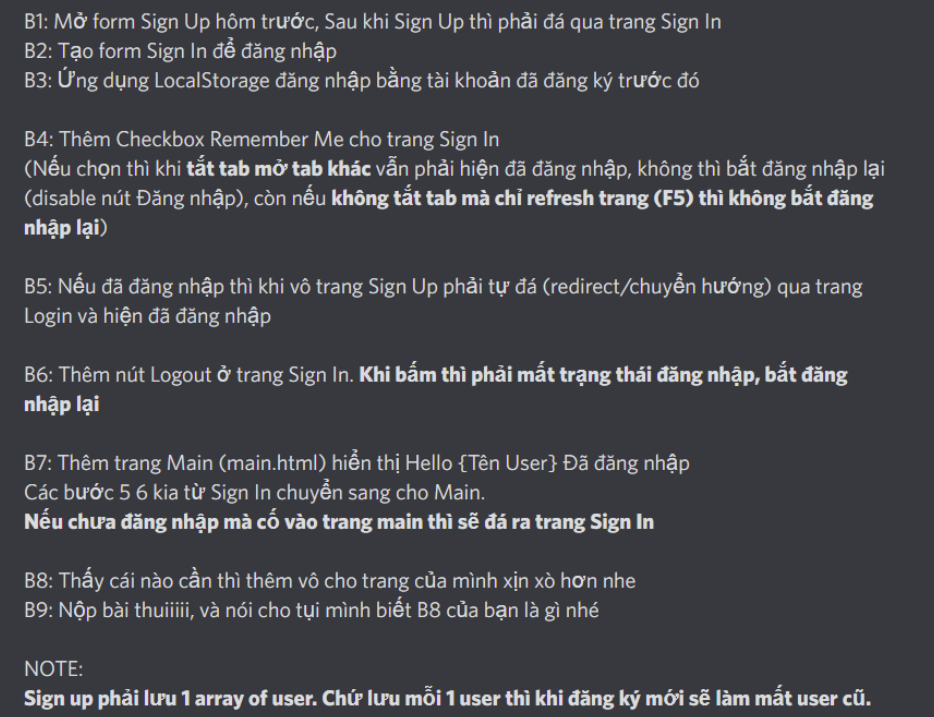 B1: Mở form Sign Up hôm trước, Sau khi Sign Up thì phải đá qua trang Sign In
B2: Tạo form Sign In để đăng nhập
B3: Ứng dụng LocalStorage đăng nhập bằng tài khoản đã đăng ký trước đó
B4: Thêm Checkbox Remember Me cho trang Sign In
(Nếu chọn thì khi tắt tab mở tab khác vẫn phải hiện đã đăng nhập, không thì bắt đăng nhập lại
(disable nút Đăng nhập), còn nếu không tắt tab mà chỉ refresh trang (F5) thì không bắt đăng
nhập lại)
B5: Nếu đã đăng nhập thì khi vô trang Sign Up phải tự đá (redirect/chuyển hướng) qua trang
Login và hiện đã đăng nhập
B6: Thêm nút Logout ở trang Sign In. Khi bấm thì phải mất trạng thái đăng nhập, bắt đăng
nhập lại
B7: Thêm trang Main (main.html) hiển thị Hello {Tên User} Đã đăng nhập
Các bước 5 6 kia từ Sign In chuyển sang cho Main.
Nếu chưa đăng nhập mà cố vào trang main thì sẽ đá ra trang Sign In
B8: Thấy cái nào cần thì thêm vô cho trang của mình xịn xò hơn nhe
B9: Nộp bài thuiiiii, và nói cho tụi mình biết B8 của bạn là gì nhé
NOTE:
Sign up phải lưu 1 array of user. Chứ lưu mỗi 1 user thì khi đăng ký mới sẽ làm mất user cũ.